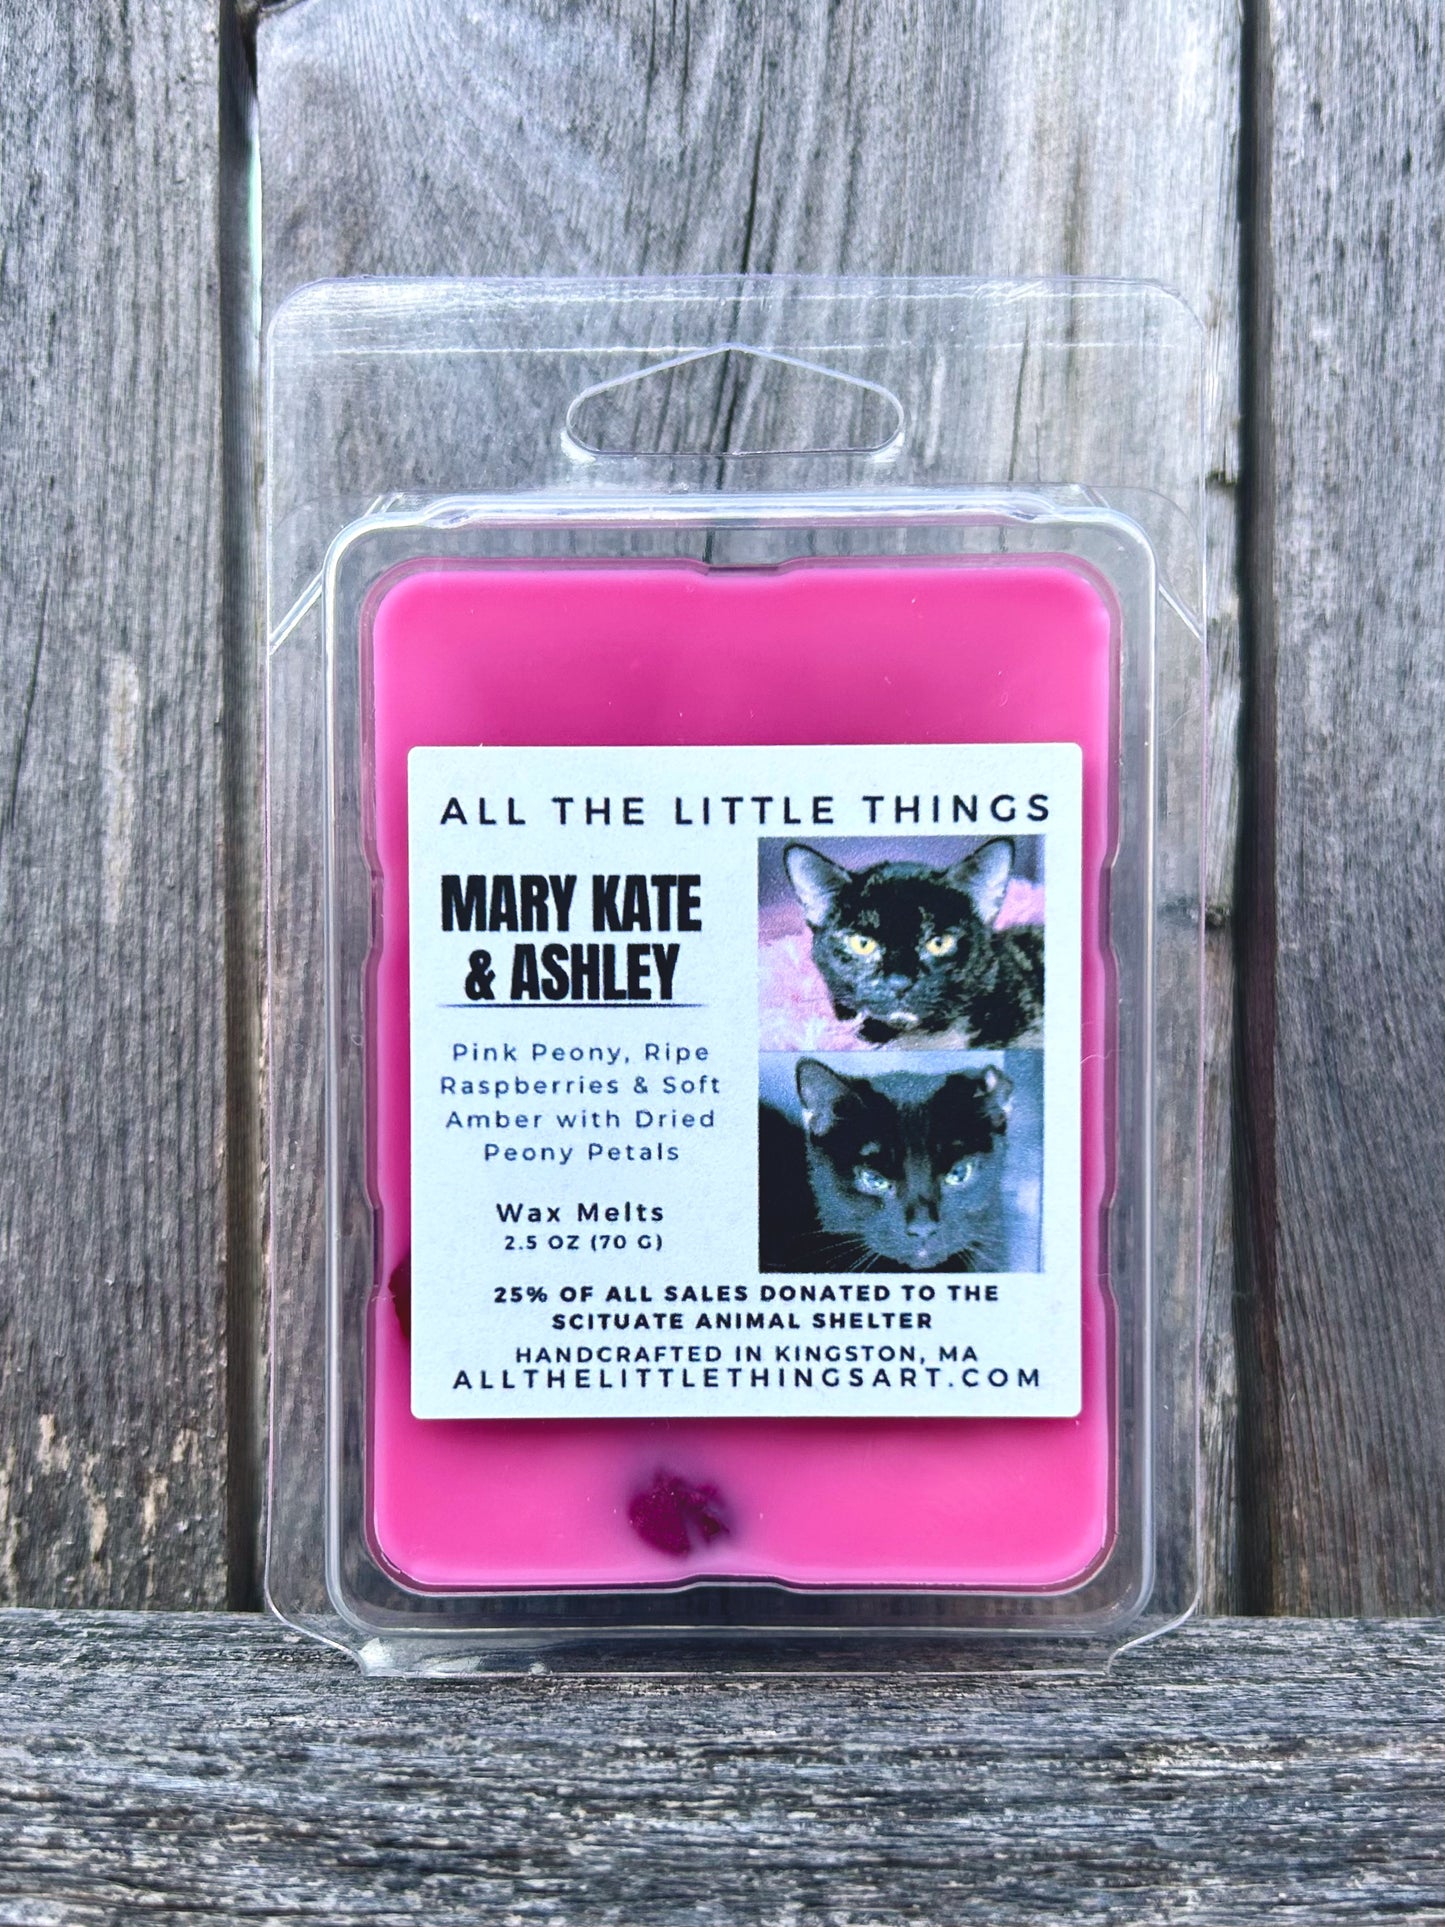 ALL THE LITTLE THINGS
MARY KATE
& ASHLEY
Pink Peony, Ripe
Raspberries & Soft
Amber with Dried
Peony Petals
Wax Melts
2.5 OZ (70 G)
25% OF ALL SALES DONATED TO THE
SCITUATE ANIMAL SHELTER
HANDCRAFTED IN KINGSTON, MA
ALLTHELITTLETHINGSART.COM